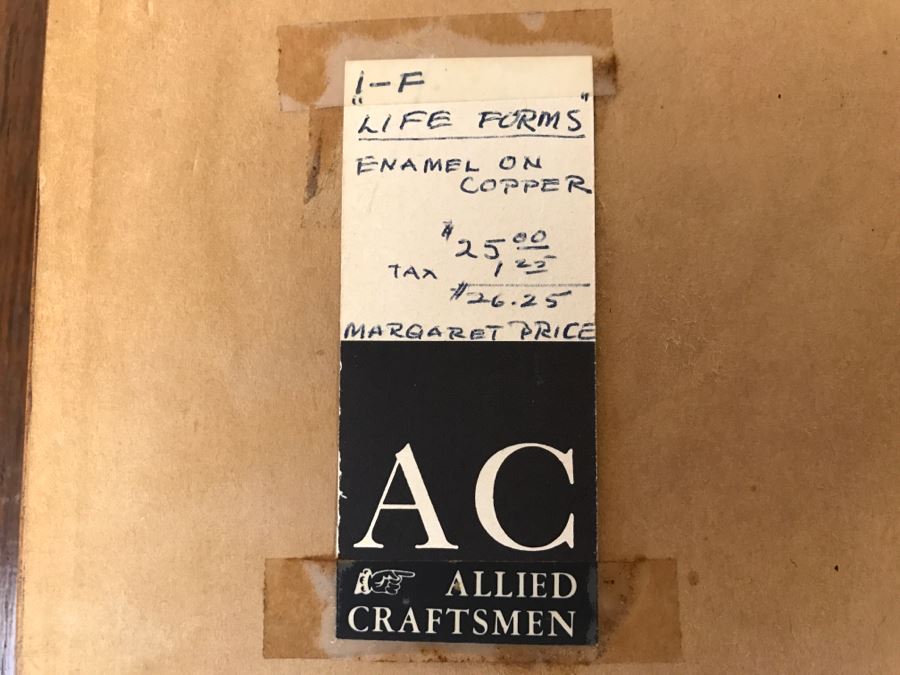 1-F
"LIFE FORMS"
ENAMEL ON
COPPER
$25.00
TAX 1.25
$26.25
MARGARET PRICE
AC
ALLIED
CRAFTSMEN